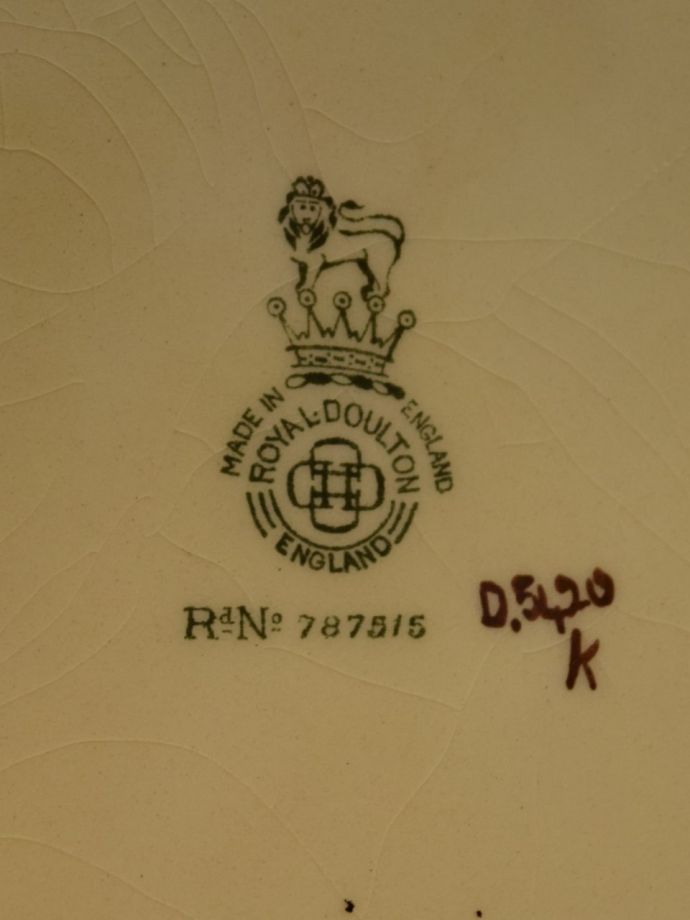 MADE IN ENGLAND
ROYAL·DOULTON
ENGLAND
Rd No 787515
D.5420
K